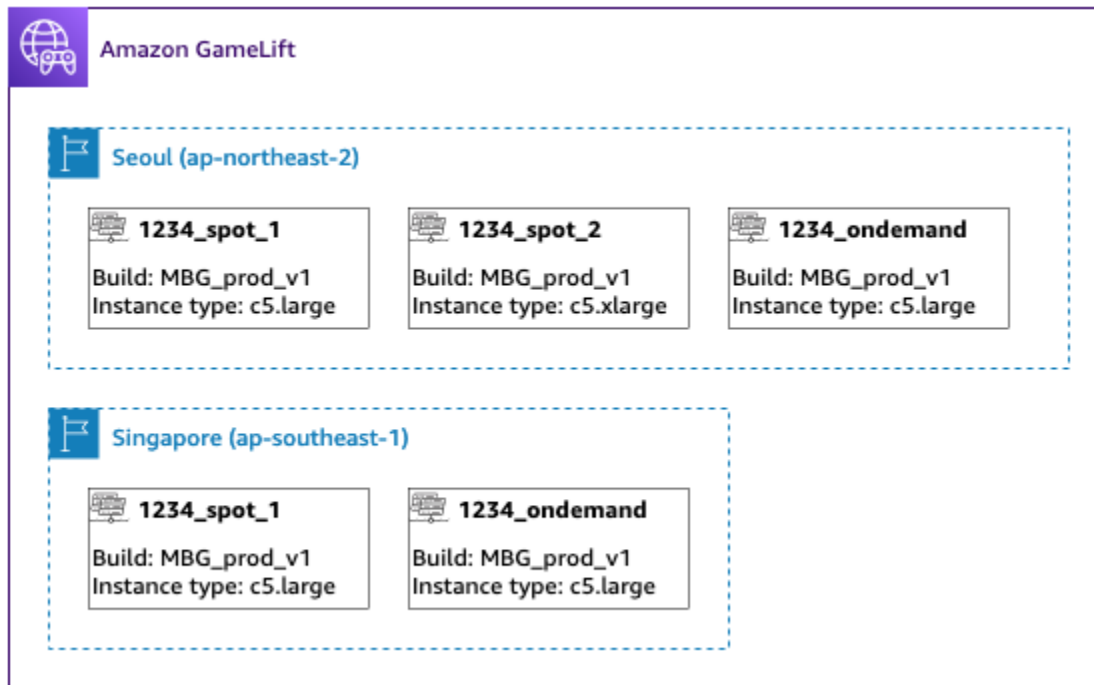 Amazon GameLift
Seoul (ap-northeast-2)
1234_spot_1
Build: MBG_prod_v1
Instance type: c5.large
1234_spot_2
Build: MBG_prod_v1
Instance type: c5.xlarge
1234_ondemand
Build: MBG_prod_v1
Instance type: c5.large
Singapore (ap-southeast-1)
1234_spot_1
Build: MBG_prod_v1
Instance type: c5.large
1234_ondemand
Build: MBG_prod_v1
Instance type: c5.large